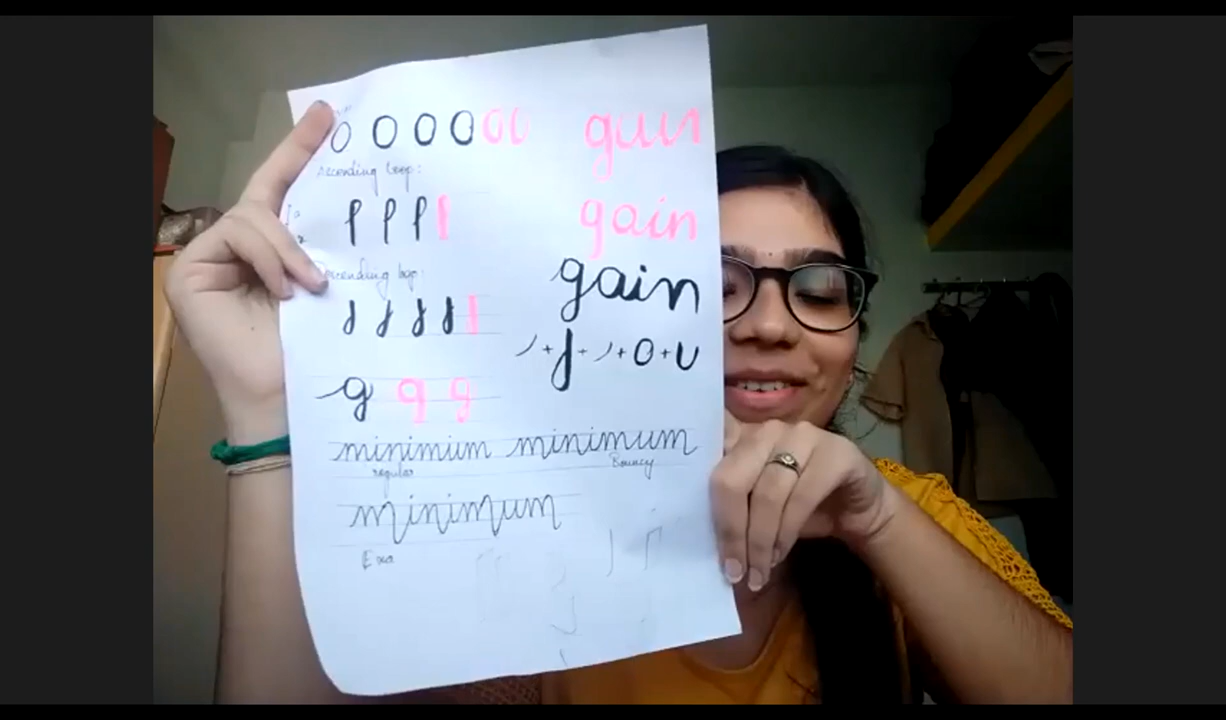 O O O O O O
gain
Ascending loop:
gain
Descending loop:
gain
g g g
minimum minimum
regular Bouncy
minimum